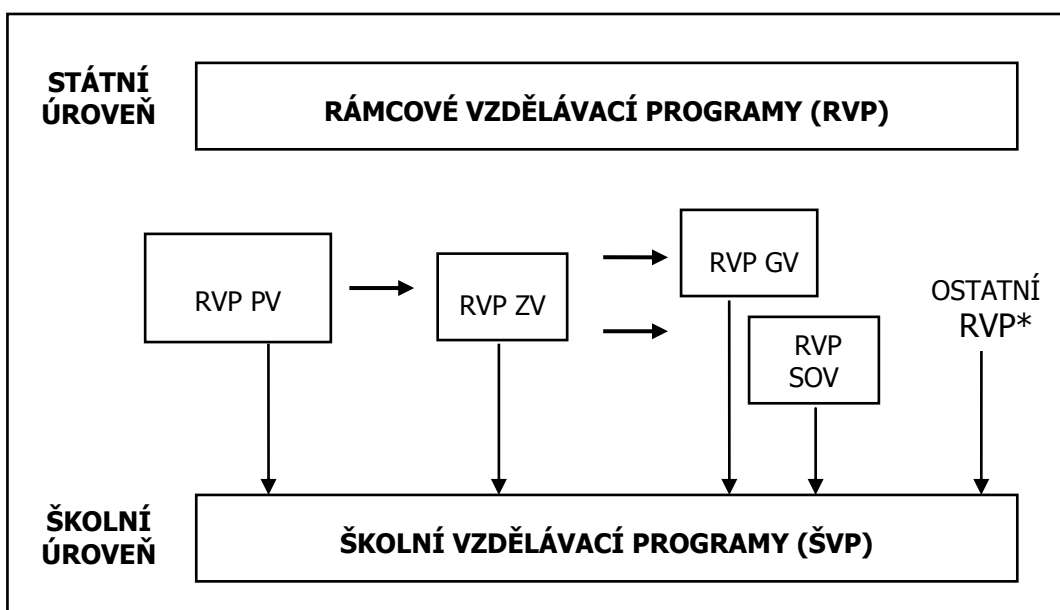 STÁTNÍ
ÚROVEŇ
RÁMCOVÉ VZDĚLÁVACÍ PROGRAMY (RVP)
RVP PV
RVP ZV
RVP GV
RVP
SOV
OSTATNÍ
RVP*
ŠKOLNÍ
ÚROVEŇ
ŠKOLNÍ VZDĚLÁVACÍ PROGRAMY (ŠVP)